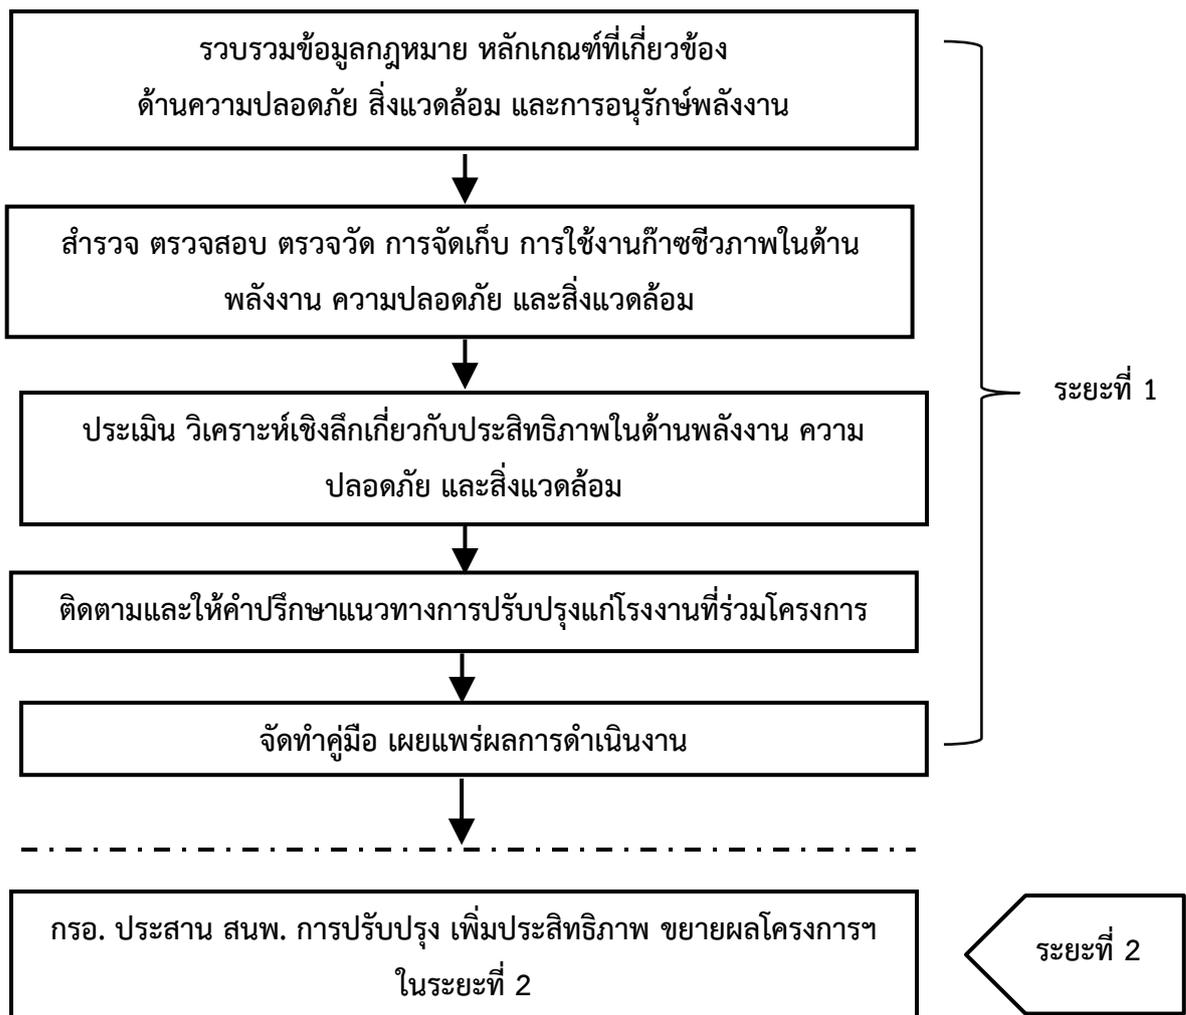 รวบรวมข้อมูลกฎหมาย หลักเกณฑ์ที่เกี่ยวข้อง
ด้านความปลอดภัย สิ่งแวดล้อม และการอนุรักษ์พลังงาน
สำรวจ ตรวจสอบ ตรวจวัด การจัดเก็บ การใช้งานก๊าซชีวภาพในด้าน
พลังงาน ความปลอดภัย และสิ่งแวดล้อม
ระยะที่ 1
ประเมิน วิเคราะห์เชิงลึกเกี่ยวกับประสิทธิภาพในด้านพลังงาน ความ
ปลอดภัย และสิ่งแวดล้อม
ติดตามและให้คำปรึกษาแนวทางการปรับปรุงแก่โรงงานที่ร่วมโครงการ
จัดทำคู่มือ เผยแพร่ผลการดำเนินงาน
กรอ. ประสาน สนพ. การปรับปรุง เพิ่มประสิทธิภาพ ขยายผลโครงการฯ
ในระยะที่ 2
ระยะที่ 2